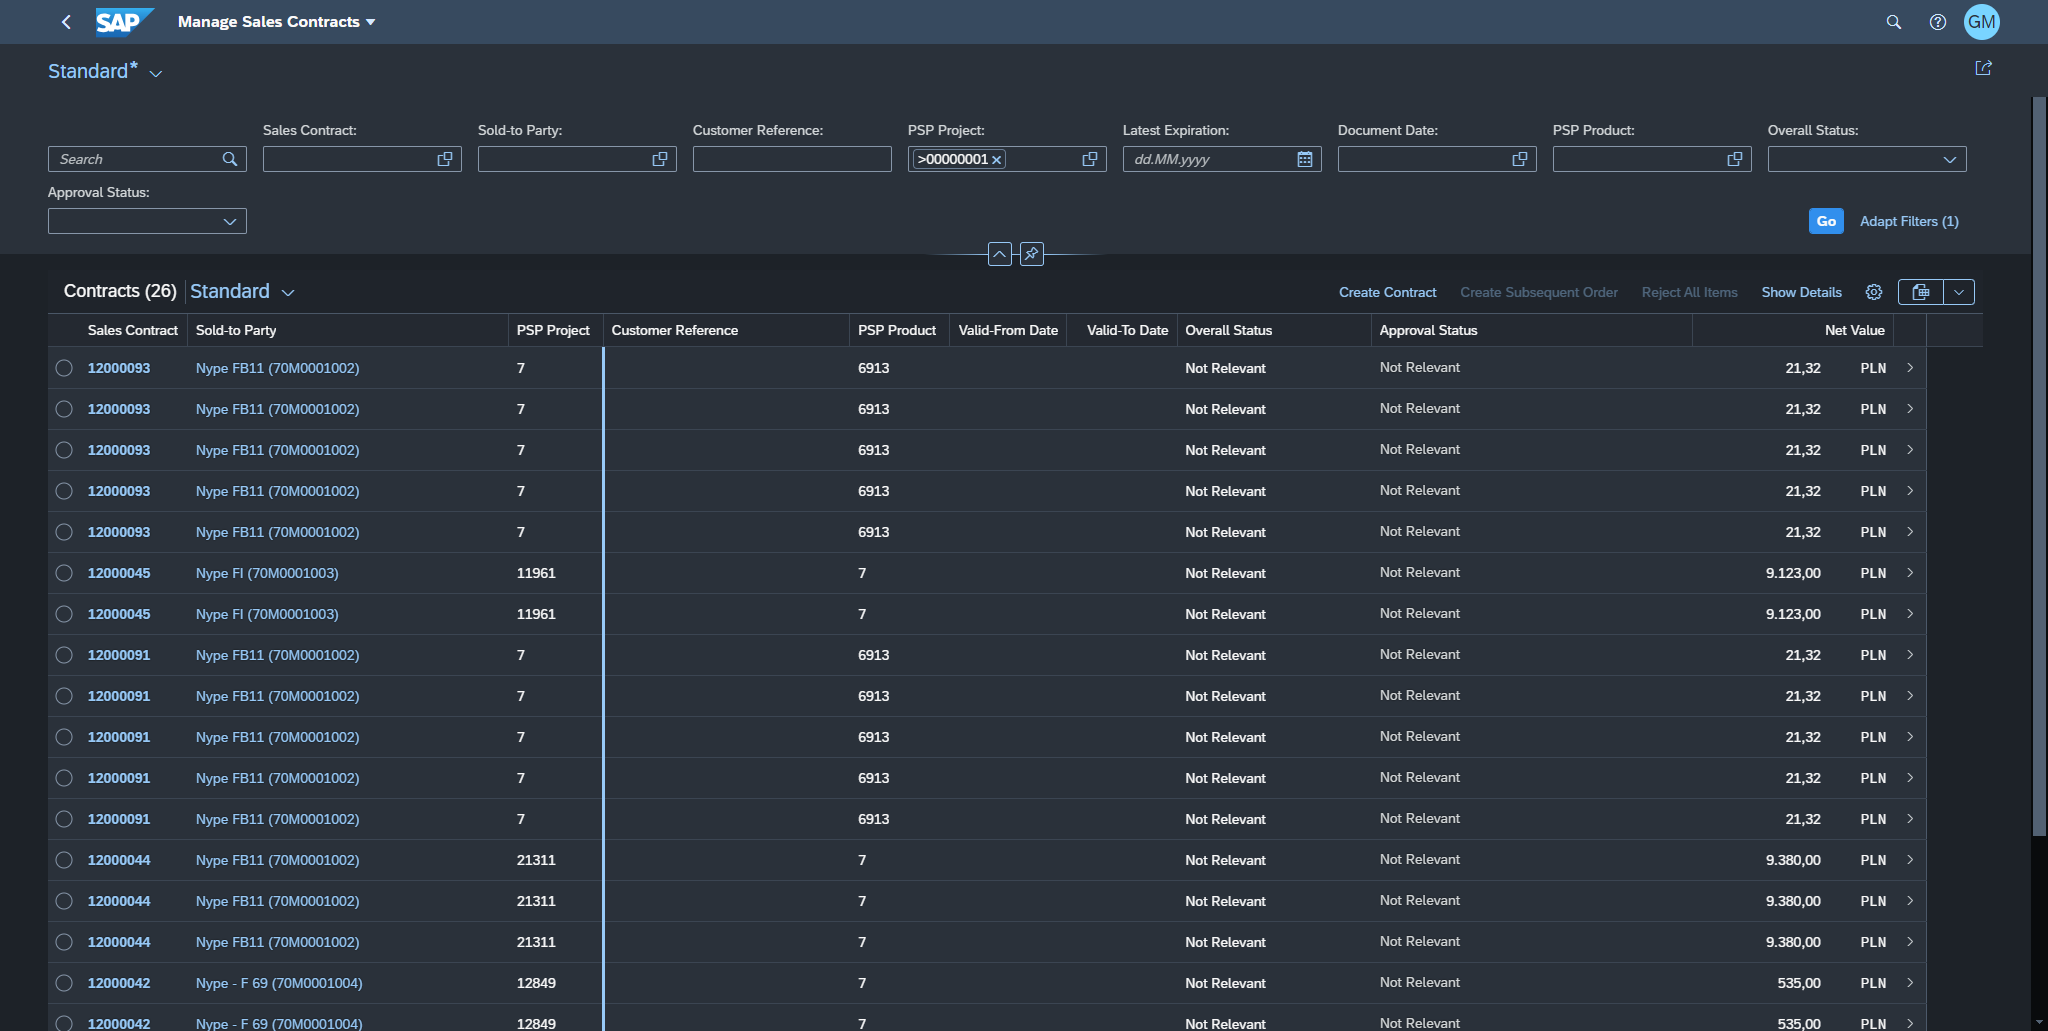 SAP Manage Sales Contracts GM
Standard*
Sales Contract: Sold-to Party: Customer Reference: PSP Project: Latest Expiration: Document Date: PSP Product: Overall Status:
Search >00000001 dd.MM.yyyy
Approval Status:
Go Adapt Filters (1)
Contracts (26) Standard Create Contract Create Subsequent Order Reject All Items Show Details
Sales Contract Sold-to Party PSP Project Customer Reference PSP Product Valid-From Date Valid-To Date Overall Status Approval Status Net Value
12000093 Nype FB11 (70M0001002) 7 6913 Not Relevant Not Relevant 21,32 PLN
12000093 Nype FB11 (70M0001002) 7 6913 Not Relevant Not Relevant 21,32 PLN
12000093 Nype FB11 (70M0001002) 7 6913 Not Relevant Not Relevant 21,32 PLN
12000093 Nype FB11 (70M0001002) 7 6913 Not Relevant Not Relevant 21,32 PLN
12000093 Nype FB11 (70M0001002) 7 6913 Not Relevant Not Relevant 21,32 PLN
12000045 Nype FI (70M0001003) 11961 7 Not Relevant Not Relevant 9.123,00 PLN
12000045 Nype FI (70M0001003) 11961 7 Not Relevant Not Relevant 9.123,00 PLN
12000091 Nype FB11 (70M0001002) 7 6913 Not Relevant Not Relevant 21,32 PLN
12000091 Nype FB11 (70M0001002) 7 6913 Not Relevant Not Relevant 21,32 PLN
12000091 Nype FB11 (70M0001002) 7 6913 Not Relevant Not Relevant 21,32 PLN
12000091 Nype FB11 (70M0001002) 7 6913 Not Relevant Not Relevant 21,32 PLN
12000091 Nype FB11 (70M0001002) 7 6913 Not Relevant Not Relevant 21,32 PLN
12000044 Nype FB11 (70M0001002) 21311 7 Not Relevant Not Relevant 9.380,00 PLN
12000044 Nype FB11 (70M0001002) 21311 7 Not Relevant Not Relevant 9.380,00 PLN
12000044 Nype FB11 (70M0001002) 21311 7 Not Relevant Not Relevant 9.380,00 PLN
12000042 Nype - F 69 (70M0001004) 12849 7 Not Relevant Not Relevant 535,00 PLN
12000042 Nype - F 69 (70M0001004) 12849 7 Not Relevant Not Relevant 535,00 PLN